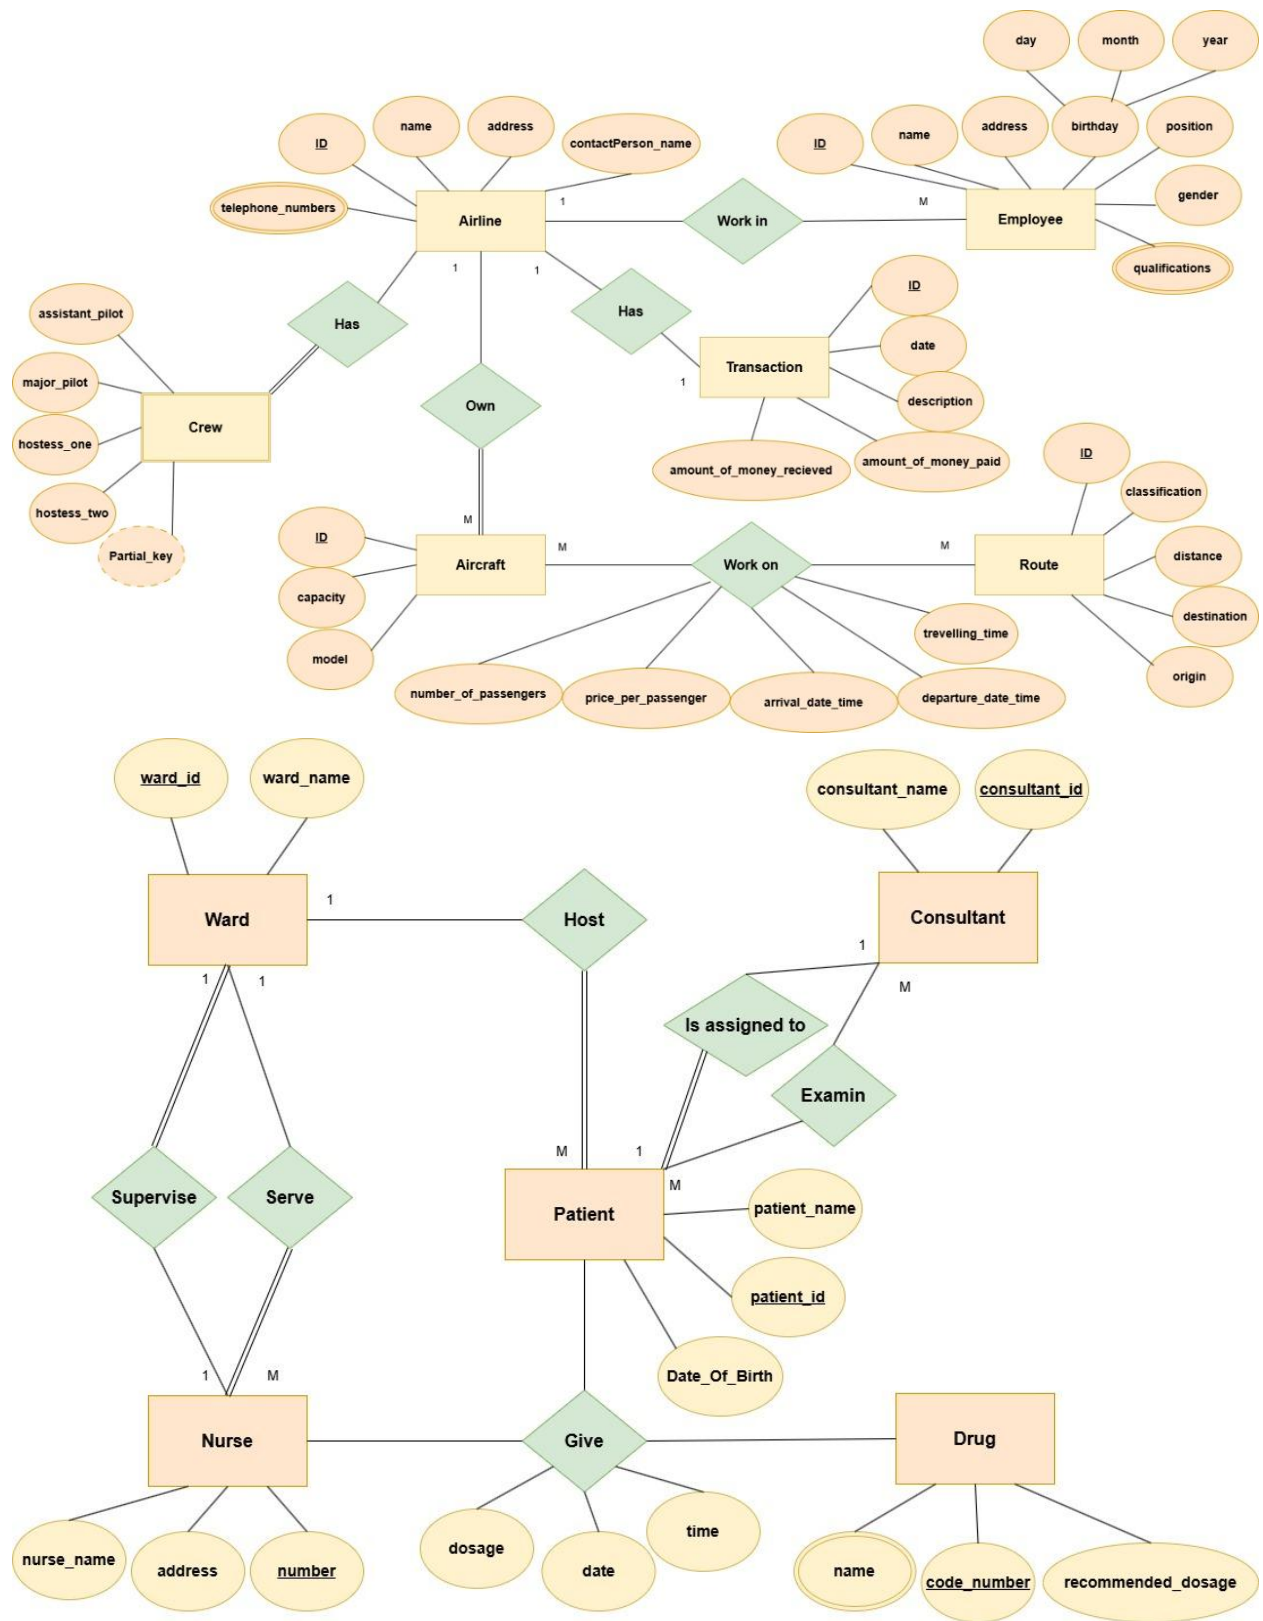 day
month
year
ID
name
address
contactPerson_name
ID
name
address
birthday
position
telephone_numbers
Airline
1
Work in
M
Employee
gender
qualifications
1
1
Has
assistant_pilot
major_pilot
hostess_one
hostess_two
Crew
Partial_key
Has
ID
date
description
Transaction
1
amount_of_money_recieved
amount_of_money_paid
Own
M
ID
capacity
model
Aircraft
M
Work on
M
Route
ID
classification
distance
destination
origin
trevelling_time
number_of_passengers
price_per_passenger
arrival_date_time
departure_date_time
ward_id
ward_name
consultant_name
consultant_id
Ward
1
Host
Consultant
1
1
1
M
Is assigned to
Examin
Supervise
Serve
M
1
M
Patient
patient_name
patient_id
Date_Of_Birth
1
M
Nurse
Give
Drug
nurse_name
address
number
dosage
date
time
name
code_number
recommended_dosage